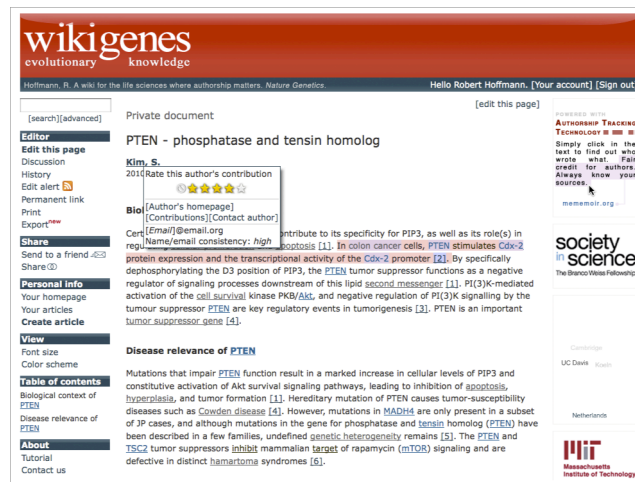 wikigenes
evolutionary knowledge
Hoffmann, R. A wiki for the life sciences where authorship matters. Nature Genetics.
Hello Robert Hoffmann. [Your account] [Sign out
[search][advanced]
Editor
Edit this page
Discussion
History
Edit alert
Permanent link
Print
Export new
Share
Send to a friend
Share
Personal info
Your homepage
Your articles
Create article
View
Font size
Color scheme
Table of contents
Biological context of
PTEN
Disease relevance of
PTEN
About
Tutorial
Contact us
[edit this page]
Private document
PTEN - phosphatase and tensin homolog
Kim, S.
2010
Rate this author's contribution
[Author's homepage]
[Contributions][Contact author]
[Email]@email.org
Name/email consistency: high
Biol
Cert
ontribute to its specificity for PIP3, as well as its role(s) in
regul
poptosis [1]. In colon cancer cells, PTEN stimulates Cdx-2
protein expression and the transcriptional activity of the Cdx-2 promoter [2]. By specifically
dephosphorylating the D3 position of PIP3, the PTEN tumor suppressor functions as a negative
regulator of signaling processes downstream of this lipid second messenger [1]. PI(3)K-mediated
activation of the cell survival kinase PKB/Akt, and negative regulation of PI(3)K signalling by the
tumour suppressor PTEN are key regulatory events in tumorigenesis [3]. PTEN is an important
tumor suppressor gene [4].
Disease relevance of PTEN
Mutations that impair PTEN function result in a marked increase in cellular levels of PIP3 and
constitutive activation of Akt survival signaling pathways, leading to inhibition of apoptosis,
hyperplasia, and tumor formation [1]. Hereditary mutation of PTEN causes tumor-susceptibility
diseases such as Cowden disease [4]. However, mutations in MADH4 are only present in a subset
of JP cases, and although mutations in the gene for phosphatase and tensin homolog (PTEN) have
been described in a few families, undefined genetic heterogeneity remains [5]. The PTEN and
TSC2 tumor suppressors inhibit mammalian target of rapamycin (mTOR) signaling and are
defective in distinct hamartoma syndromes [6].
POWERED WITH
AUTHORSHIP TRACKING
TECHNOLOGY
Simply click in the
text to find out who
wrote what. Fair
credit for authors.
Always know your
sources.
mememoir.org
society
in science
The Branco Weiss Fellowship
Cambridge
UC Davis
Koeln
Netherlands
Massachusetts
Institute of Technology